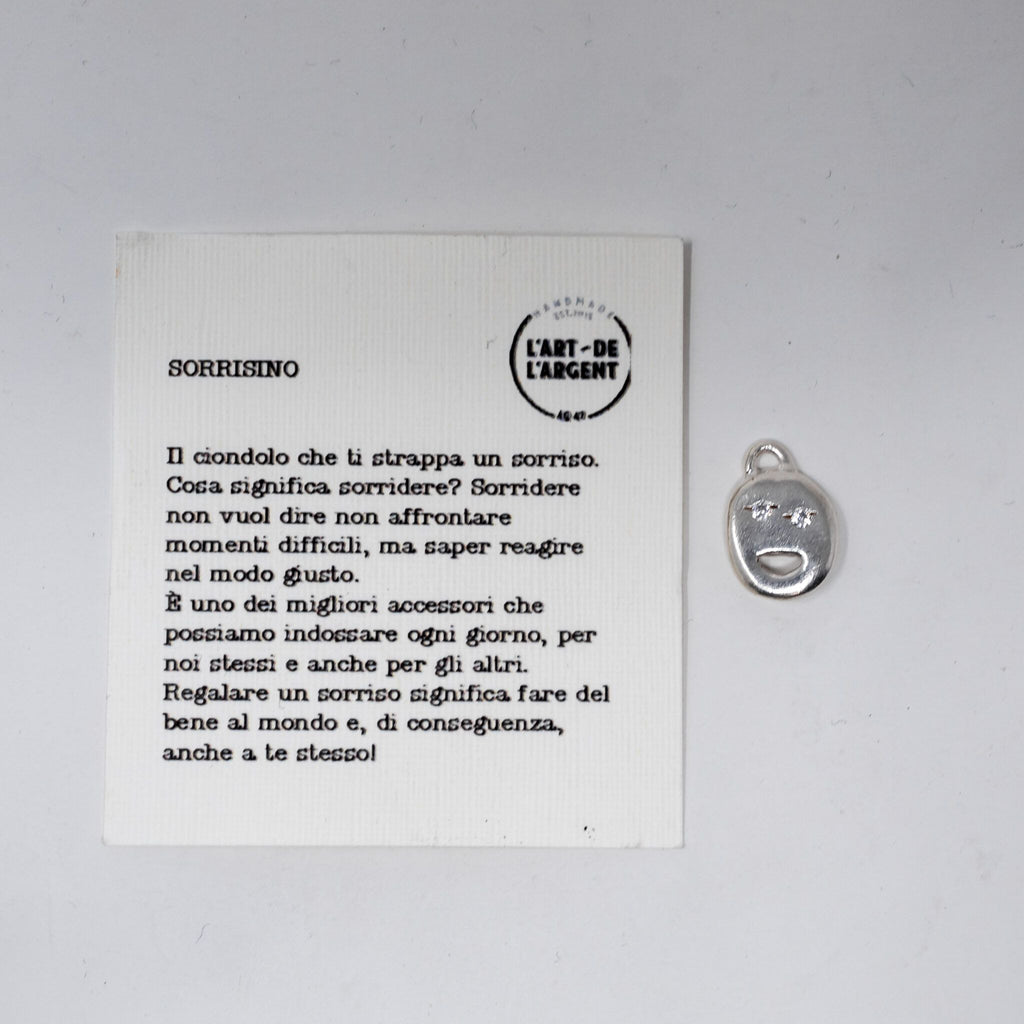 HANDMADE
L'ART-DE
L'ARGENT
SORRISINO
Il ciondolo che ti strappa un sorriso.
Cosa significa sorridere? Sorridere
non vuol dire non affrontare
momenti difficili, ma saper reagire
nel modo giusto.
È uno dei migliori accessori che
possiamo indossare ogni giorno, per
noi stessi e anche per gli altri.
Regalare un sorriso significa fare del
bene al mondo e, di conseguenza,
anche a te stesso!